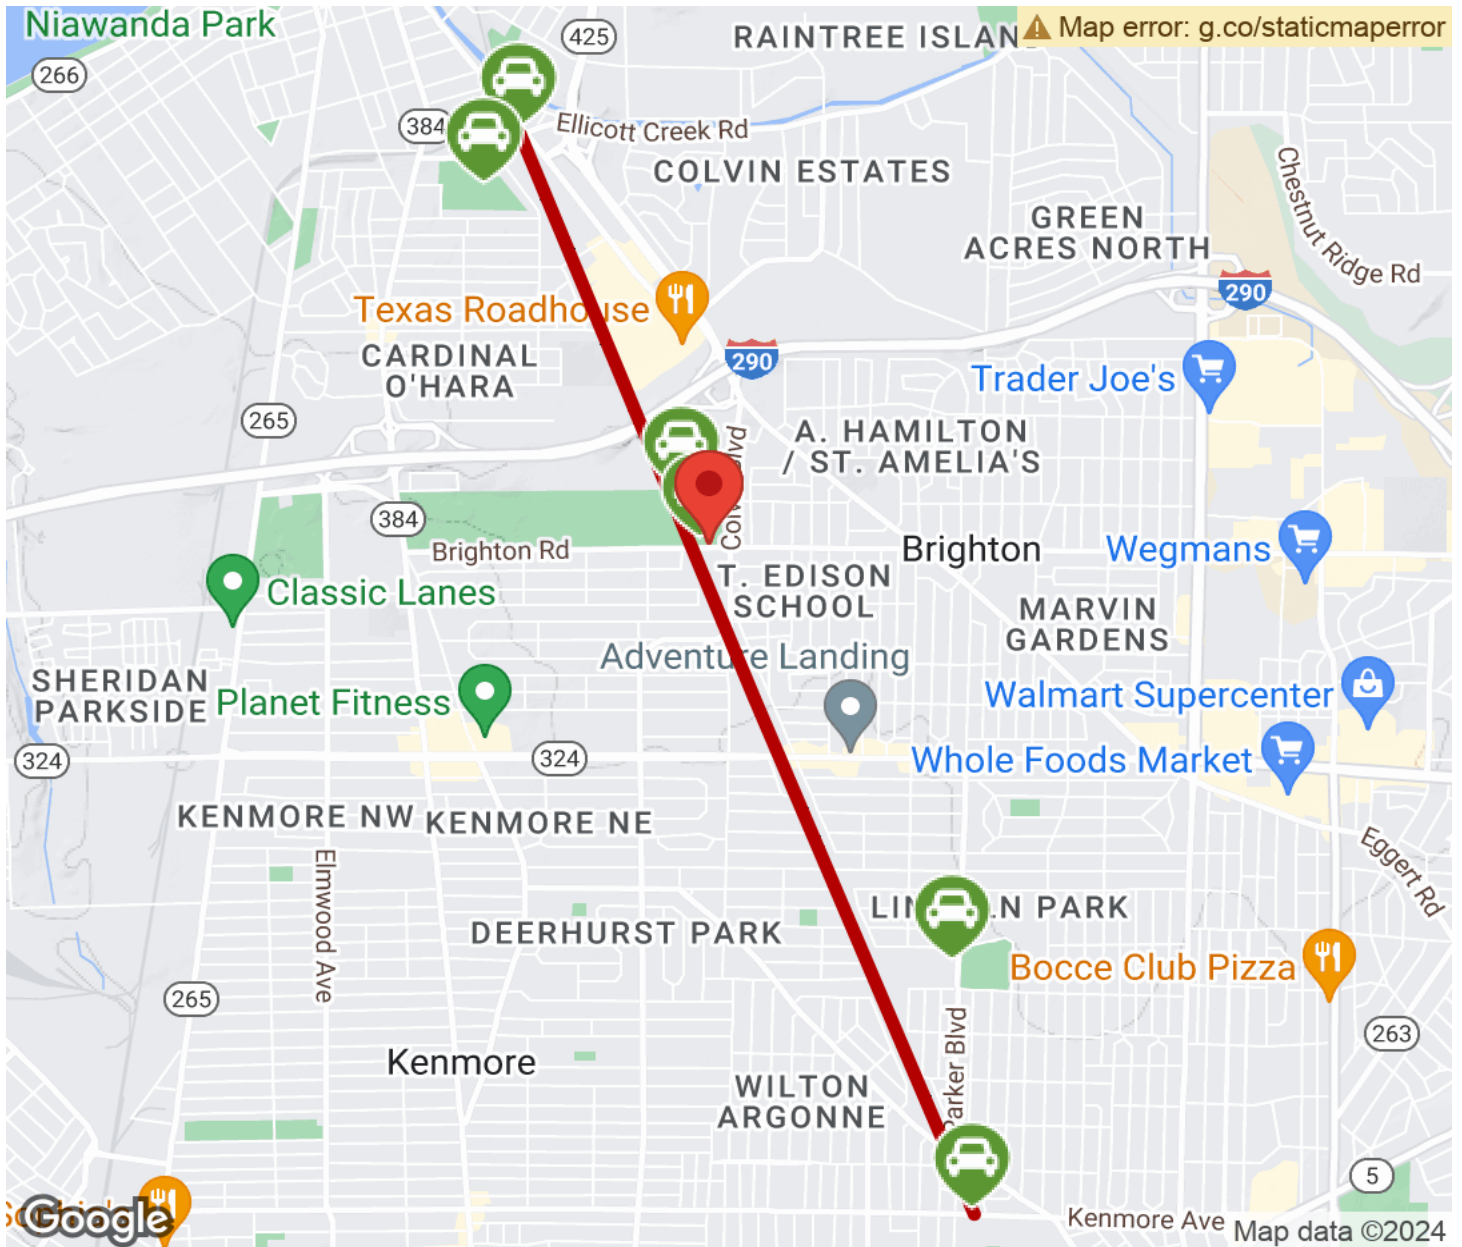 Niawanda Park
425
RAINTREE ISLAN
Map error: g.co/staticmaperror
266
384
Ellicott Creek Rd
COLVIN ESTATES
Chestnut Ridge Rd
GREEN
ACRES NORTH
290
Texas Roadhouse
CARDINAL
O'HARA
290
Trader Joe's
265
A. HAMILTON
/ ST. AMELIA'S
Colv
lvd
384
Brighton Rd
Brighton
Wegmans
Classic Lanes
T. EDISON
SCHOOL
MARVIN
GARDENS
Adventure Landing
SHERIDAN
PARKSIDE
Planet Fitness
Walmart Supercenter
324
324
Whole Foods Market
KENMORE NW
KENMORE NE
Eggert Rd
Elmwood Ave
LIN
N PARK
DEERHURST PARK
Bocce Club Pizza
265
Parker Blvd
263
Kenmore
WILTON
ARGONNE
5
Google
Kenmore Ave
Map data ©2024